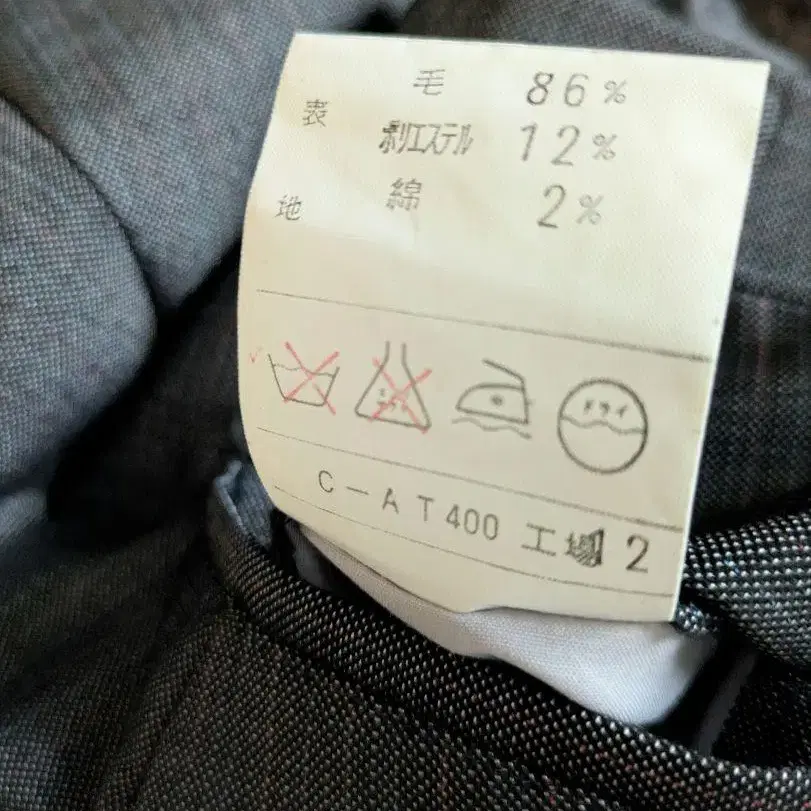 表地
毛 86%
ポリエステル 12%
綿 2%
ドライ
C-AT400 工場 2